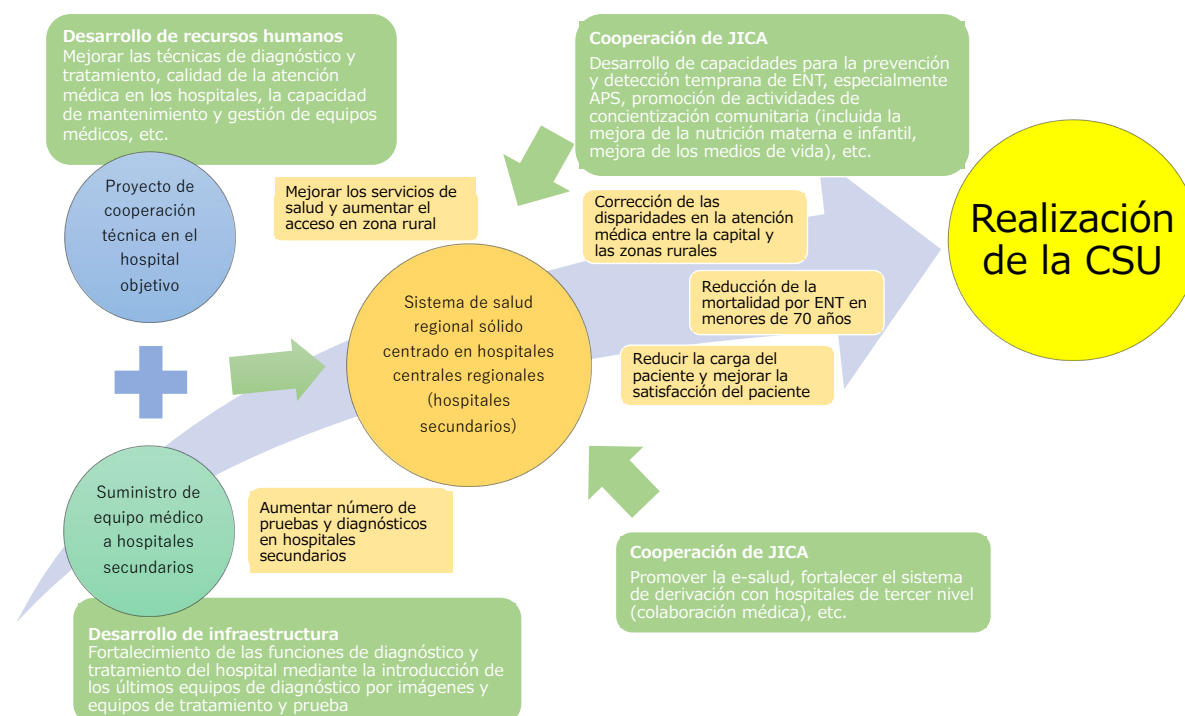 Desarrollo de recursos humanos
Mejorar las técnicas de diagnóstico y
tratamiento, calidad de la atención
médica en los hospitales, la capacidad
de mantenimiento y gestión de equipos
médicos, etc.
Cooperación de JICA
Desarrollo de capacidades para la prevención
y detección temprana de ENT, especialmente
APS, promoción de actividades de
concientización comunitaria (incluida la
mejora de la nutrición materna e infantil,
mejora de los medios de vida), etc.
Proyecto de
cooperación
técnica en el
hospital
objetivo
Mejorar los servicios de
salud y aumentar el
acceso en zona rural
Corrección de las
disparidades en la atención
médica entre la capital y
las zonas rurales
Realización
de la CSU
Reducción de la
mortalidad por ENT en
menores de 70 años
Sistema de salud
regional sólido
centrado en hospitales
centrales regionales
(hospitales
secundarios)
Reducir la carga del
paciente y mejorar la
satisfacción del paciente
Suministro de
equipo médico
a hospitales
secundarios
Aumentar número de
pruebas y diagnósticos
en hospitales
secundarios
Cooperación de JICA
Promover la e-salud, fortalecer el sistema
de derivación con hospitales de tercer nivel
(colaboración médica), etc.
Desarrollo de infraestructura
Fortalecimiento de las funciones de diagnóstico y
tratamiento del hospital mediante la introducción de
los últimos equipos de diagnóstico por imágenes y
equipos de tratamiento y prueba